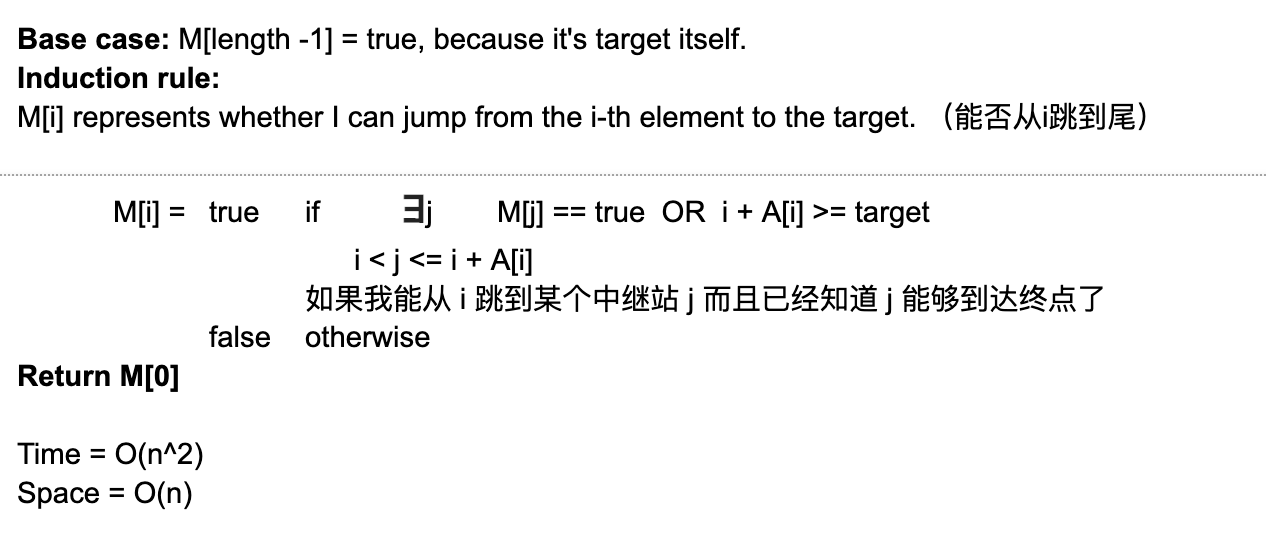 Base case: M[length -1] = true, because it's target itself.
Induction rule:
M[i] represents whether I can jump from the i-th element to the target. （能否从i跳到尾）
M[i] = true if ∃j M[j] == true OR i + A[i] >= target
i < j <= i + A[i]
如果我能从 i 跳到某个中继站 j 而且已经知道 j 能够到达终点了
false otherwise
Return M[0]
Time = O(n^2)
Space = O(n)